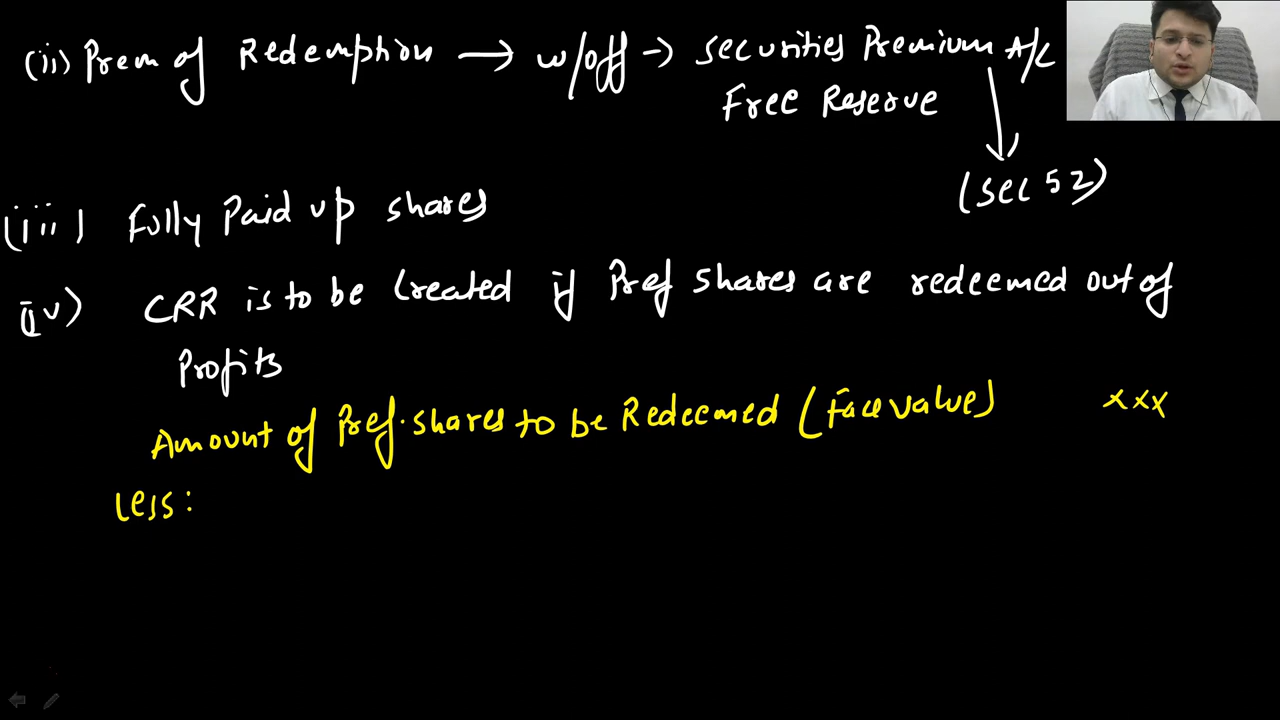 (ii) Prem of Redemption → w/off → Securities Premium A/C
Free Reserve
(Sec 52)
(iii) Fully Paid up shares
(iv) CRR is to be Created if Pref shares are redeemed out of
Profits
Amount of Pref. shares to be Redeemed (Face value) xxx
Less: